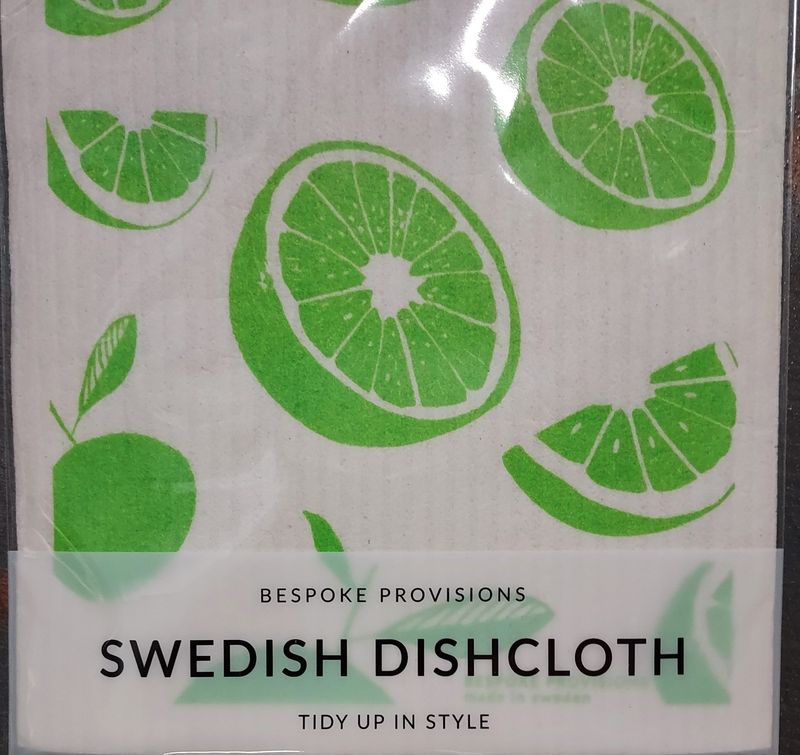 BESPOKE PROVISIONS
SWEDISH DISHCLOTH
TIDY UP IN STYLE
made in sweden